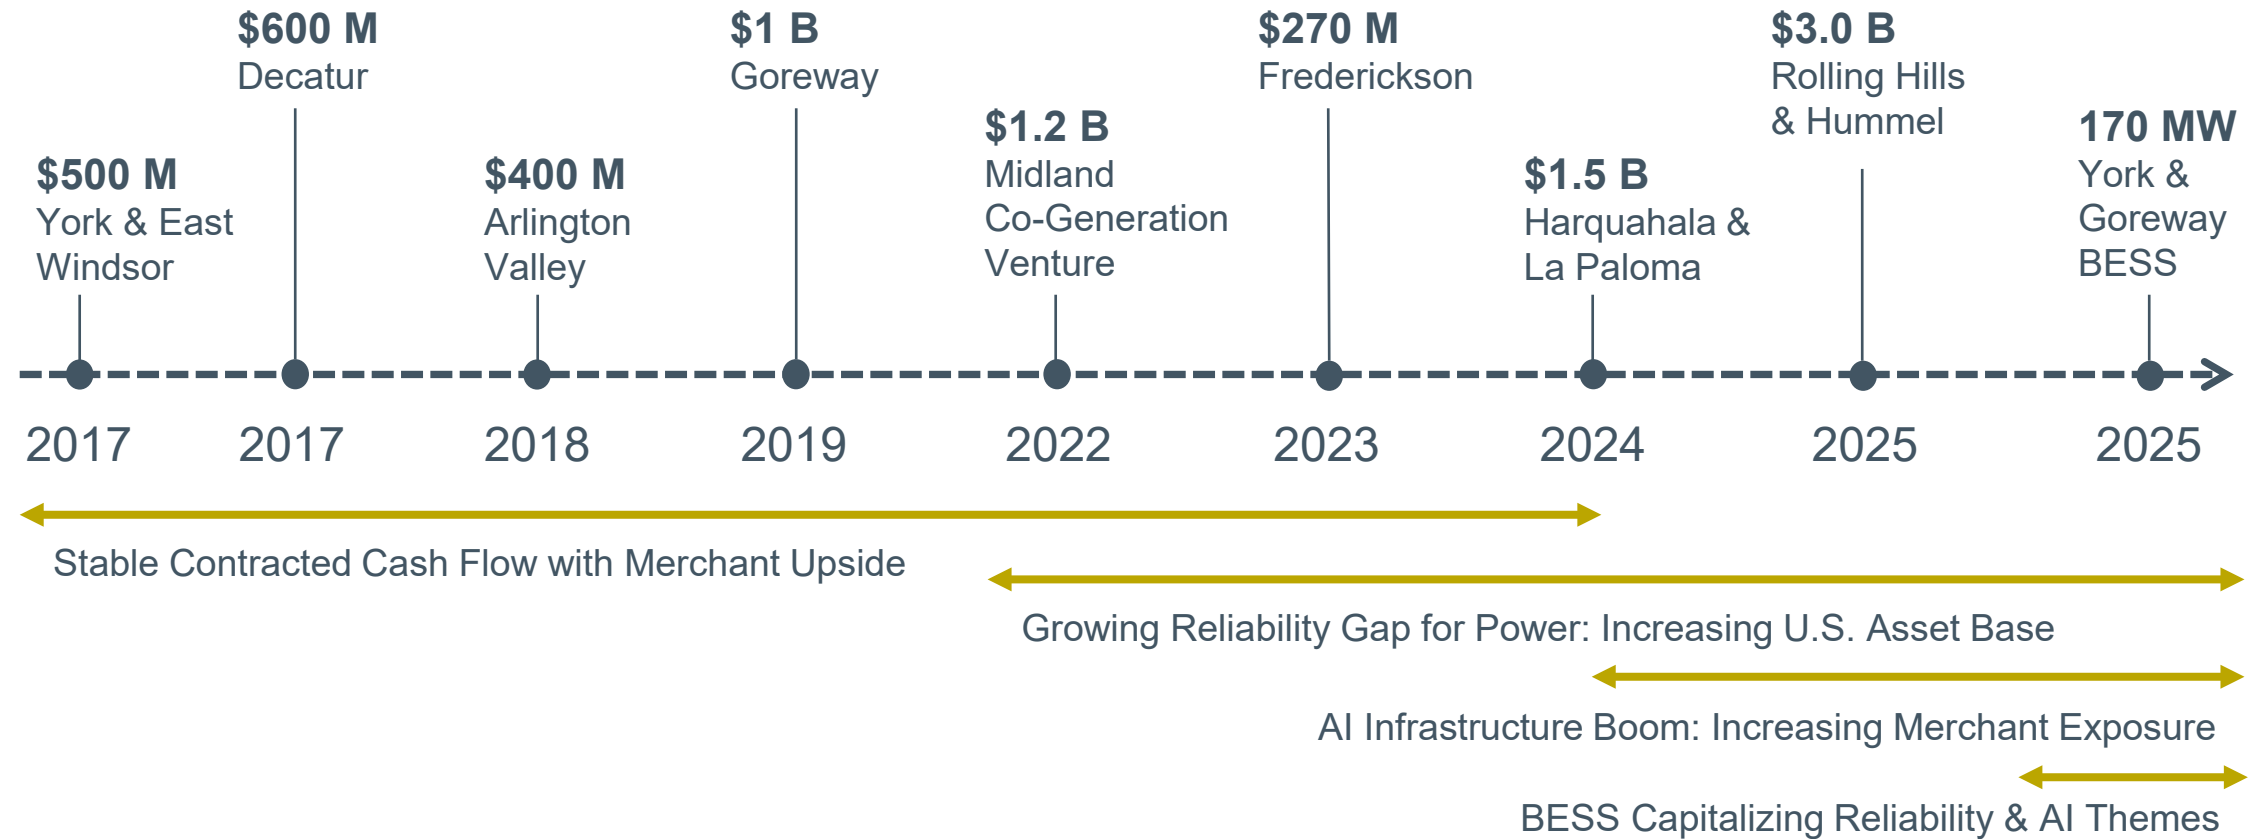 $500 M
York & East
Windsor
$600 M
Decatur
$400 M
Arlington
Valley
$1 B
Goreway
$1.2 B
Midland
Co-Generation
Venture
$270 M
Frederickson
$1.5 B
Harquahala &
La Paloma
$3.0 B
Rolling Hills
& Hummel
170 MW
York &
Goreway
BESS
2017
2017
2018
2019
2022
2023
2024
2025
2025
Stable Contracted Cash Flow with Merchant Upside
Growing Reliability Gap for Power: Increasing U.S. Asset Base
AI Infrastructure Boom: Increasing Merchant Exposure
BESS Capitalizing Reliability & AI Themes